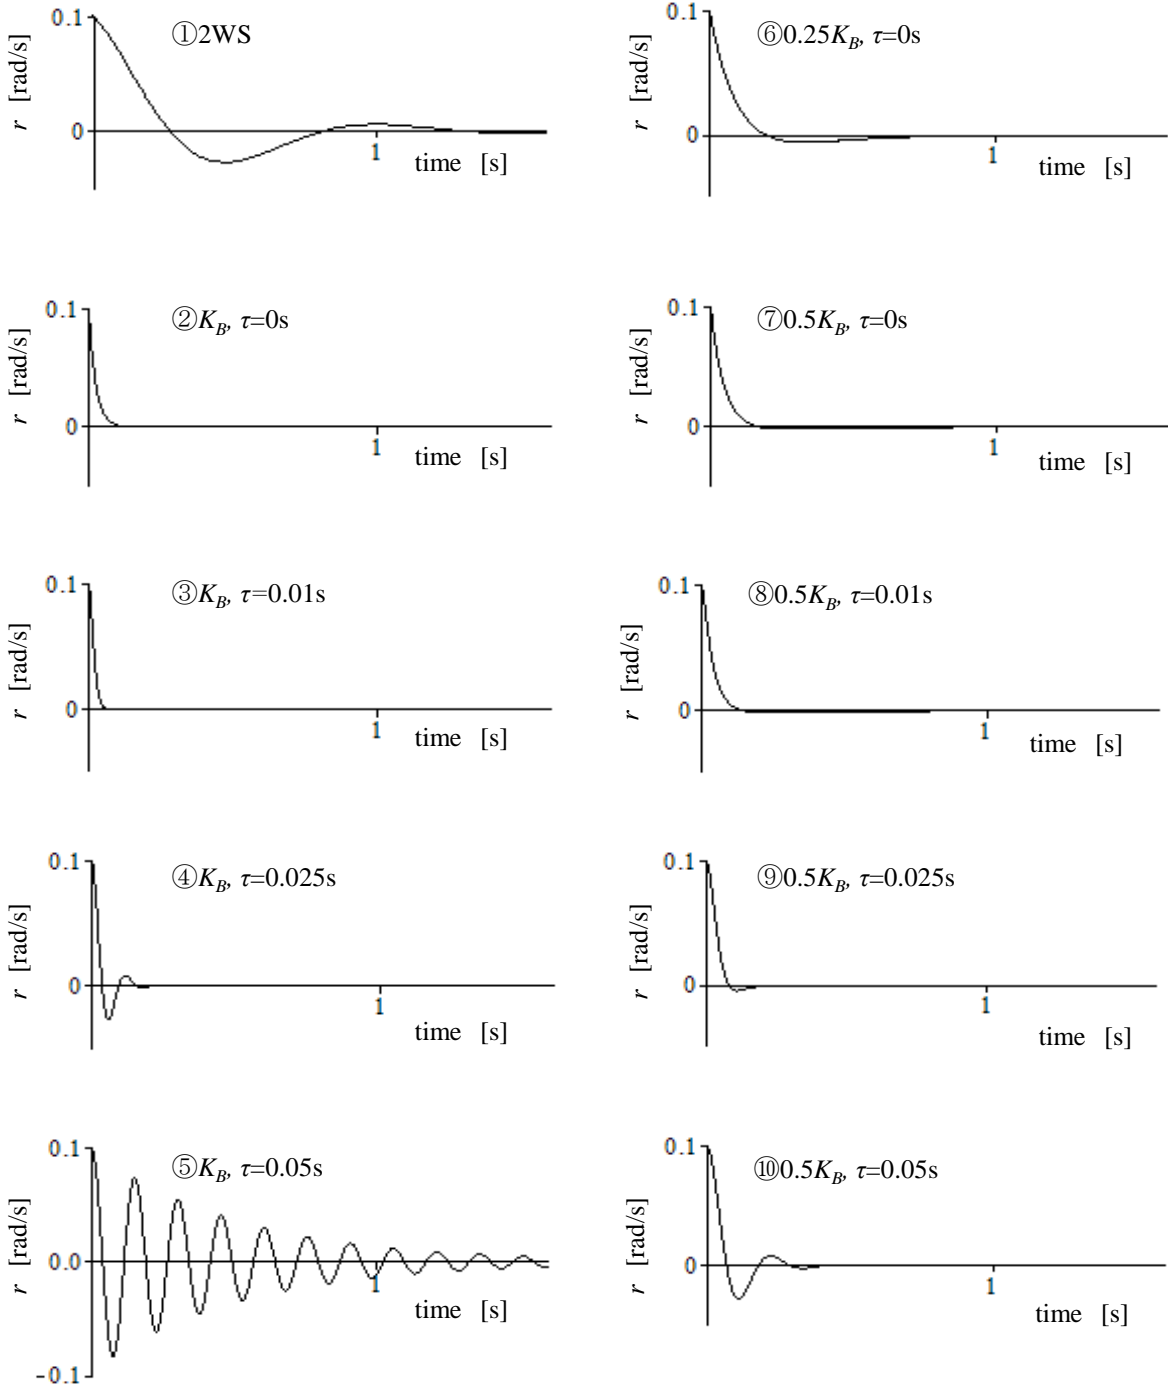 ①2WS
r [rad/s]
0.1
0
1
time [s]
②K_B, τ=0s
r [rad/s]
0.1
0
1
time [s]
③K_B, τ=0.01s
r [rad/s]
0.1
0
1
time [s]
④K_B, τ=0.025s
r [rad/s]
0.1
0
1
time [s]
⑤K_B, τ=0.05s
r [rad/s]
0.1
0.0
-0.1
1
time [s]
⑥0.25K_B, τ=0s
r [rad/s]
0.1
0
1
time [s]
⑦0.5K_B, τ=0s
r [rad/s]
0.1
0
1
time [s]
⑧0.5K_B, τ=0.01s
r [rad/s]
0.1
0
1
time [s]
⑨0.5K_B, τ=0.025s
r [rad/s]
0.1
0
1
time [s]
⑩0.5K_B, τ=0.05s
r [rad/s]
0.1
0
1
time [s]